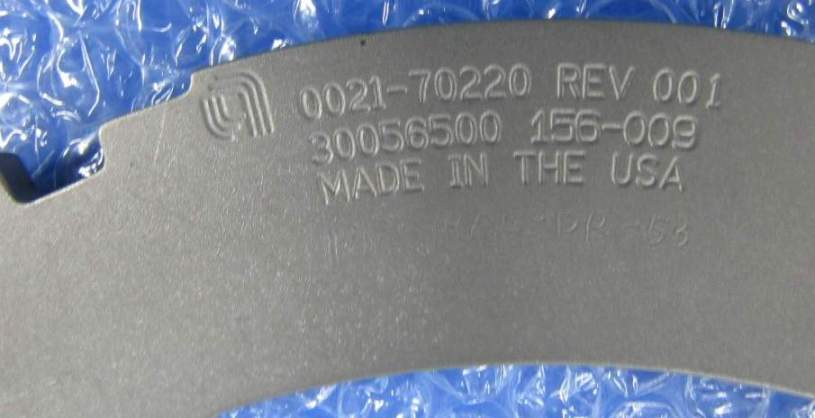 0021-70220 REV 001
30056500 156-009
MADE IN THE USA